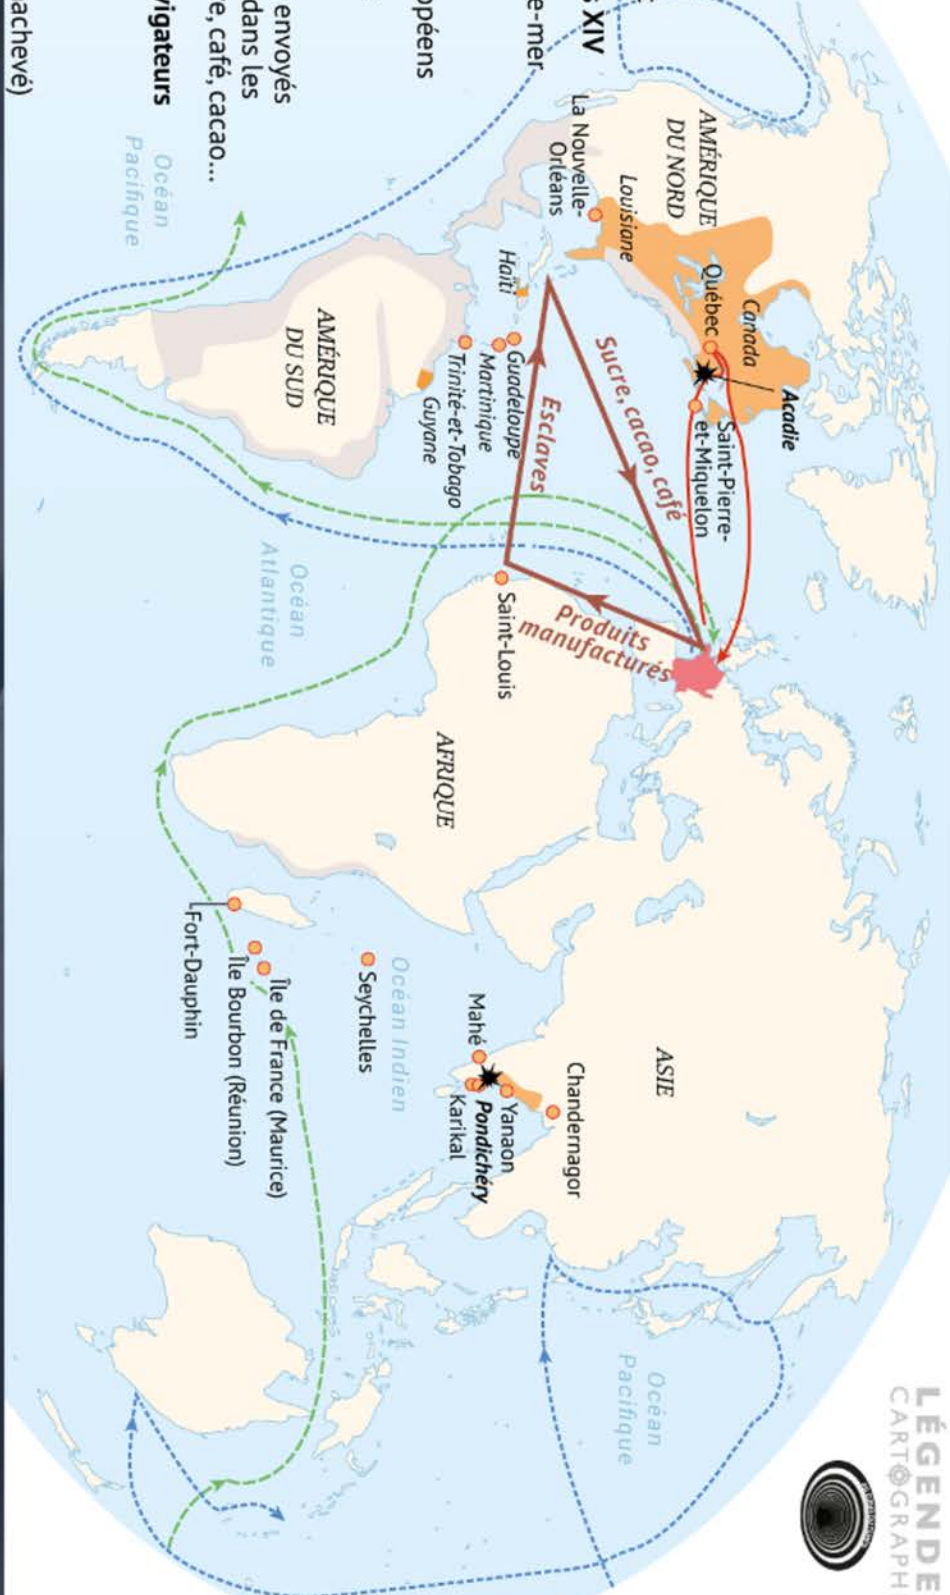 s XIV
e-mer
opéens
envoyés
dans les
e, café, cacao...
vigateurs
achevé)
AMÉRIQUE
DU NORD
Canada
Acadie
Québec
Saint-Pierre-
et-Miquelon
Louisiane
La Nouvelle-
Orléans
Haïti
Guadeloupe
Martinique
Trinité-et-Tobago
Guyane
AMÉRIQUE
DU SUD
Océan
Pacifique
Océan
Atlantique
Sucre, cacao, café
Esclaves
Produits
manufacturés
Saint-Louis
AFRIQUE
Fort-Dauphin
Île Bourbon (Réunion)
Île de France (Maurice)
Seychelles
Océan Indien
ASIE
Mahé
Chandernagor
Yanaon
Pondichéry
Karikal
Océan
Pacifique
LÉGENDE
CARTOGRAPH